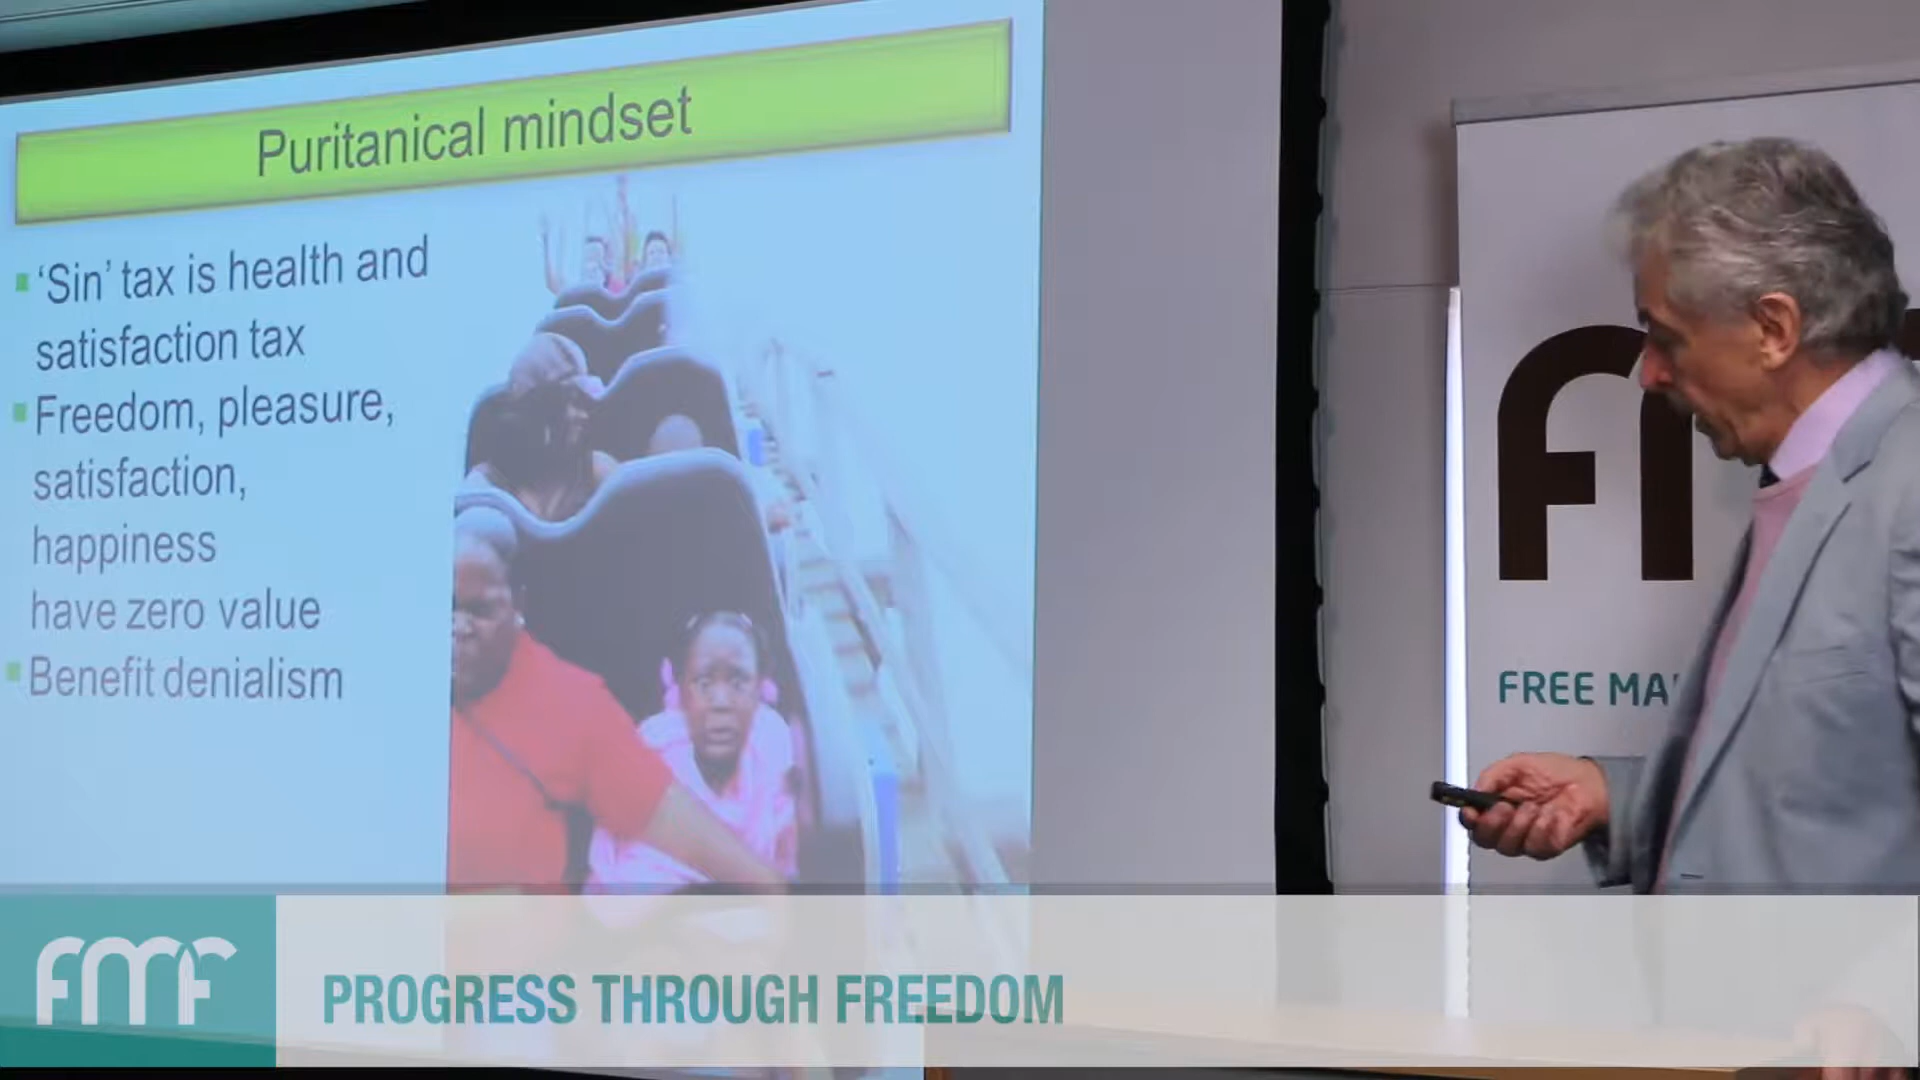 Puritanical mindset
‘Sin’ tax is health and
satisfaction tax
Freedom, pleasure,
satisfaction,
happiness
have zero value
Benefit denialism
FREE MA
fmf
PROGRESS THROUGH FREEDOM